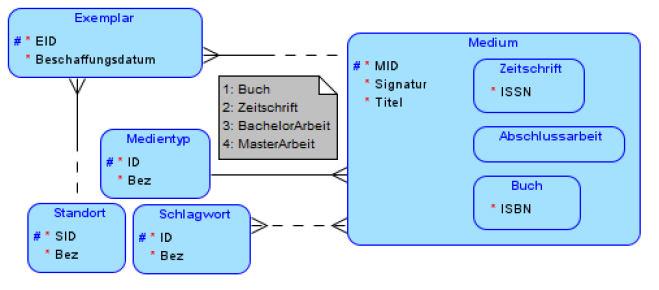 Exemplar
# * EID
* Beschaffungsdatum
Medium
# * MID
* Signatur
* Titel
Zeitschrift
* ISSN
Abschlussarbeit
Buch
* ISBN
1: Buch
2: Zeitschrift
3: BachelorArbeit
4: MasterArbeit
Medientyp
# * ID
* Bez
Standort
# * SID
* Bez
Schlagwort
# * ID
* Bez